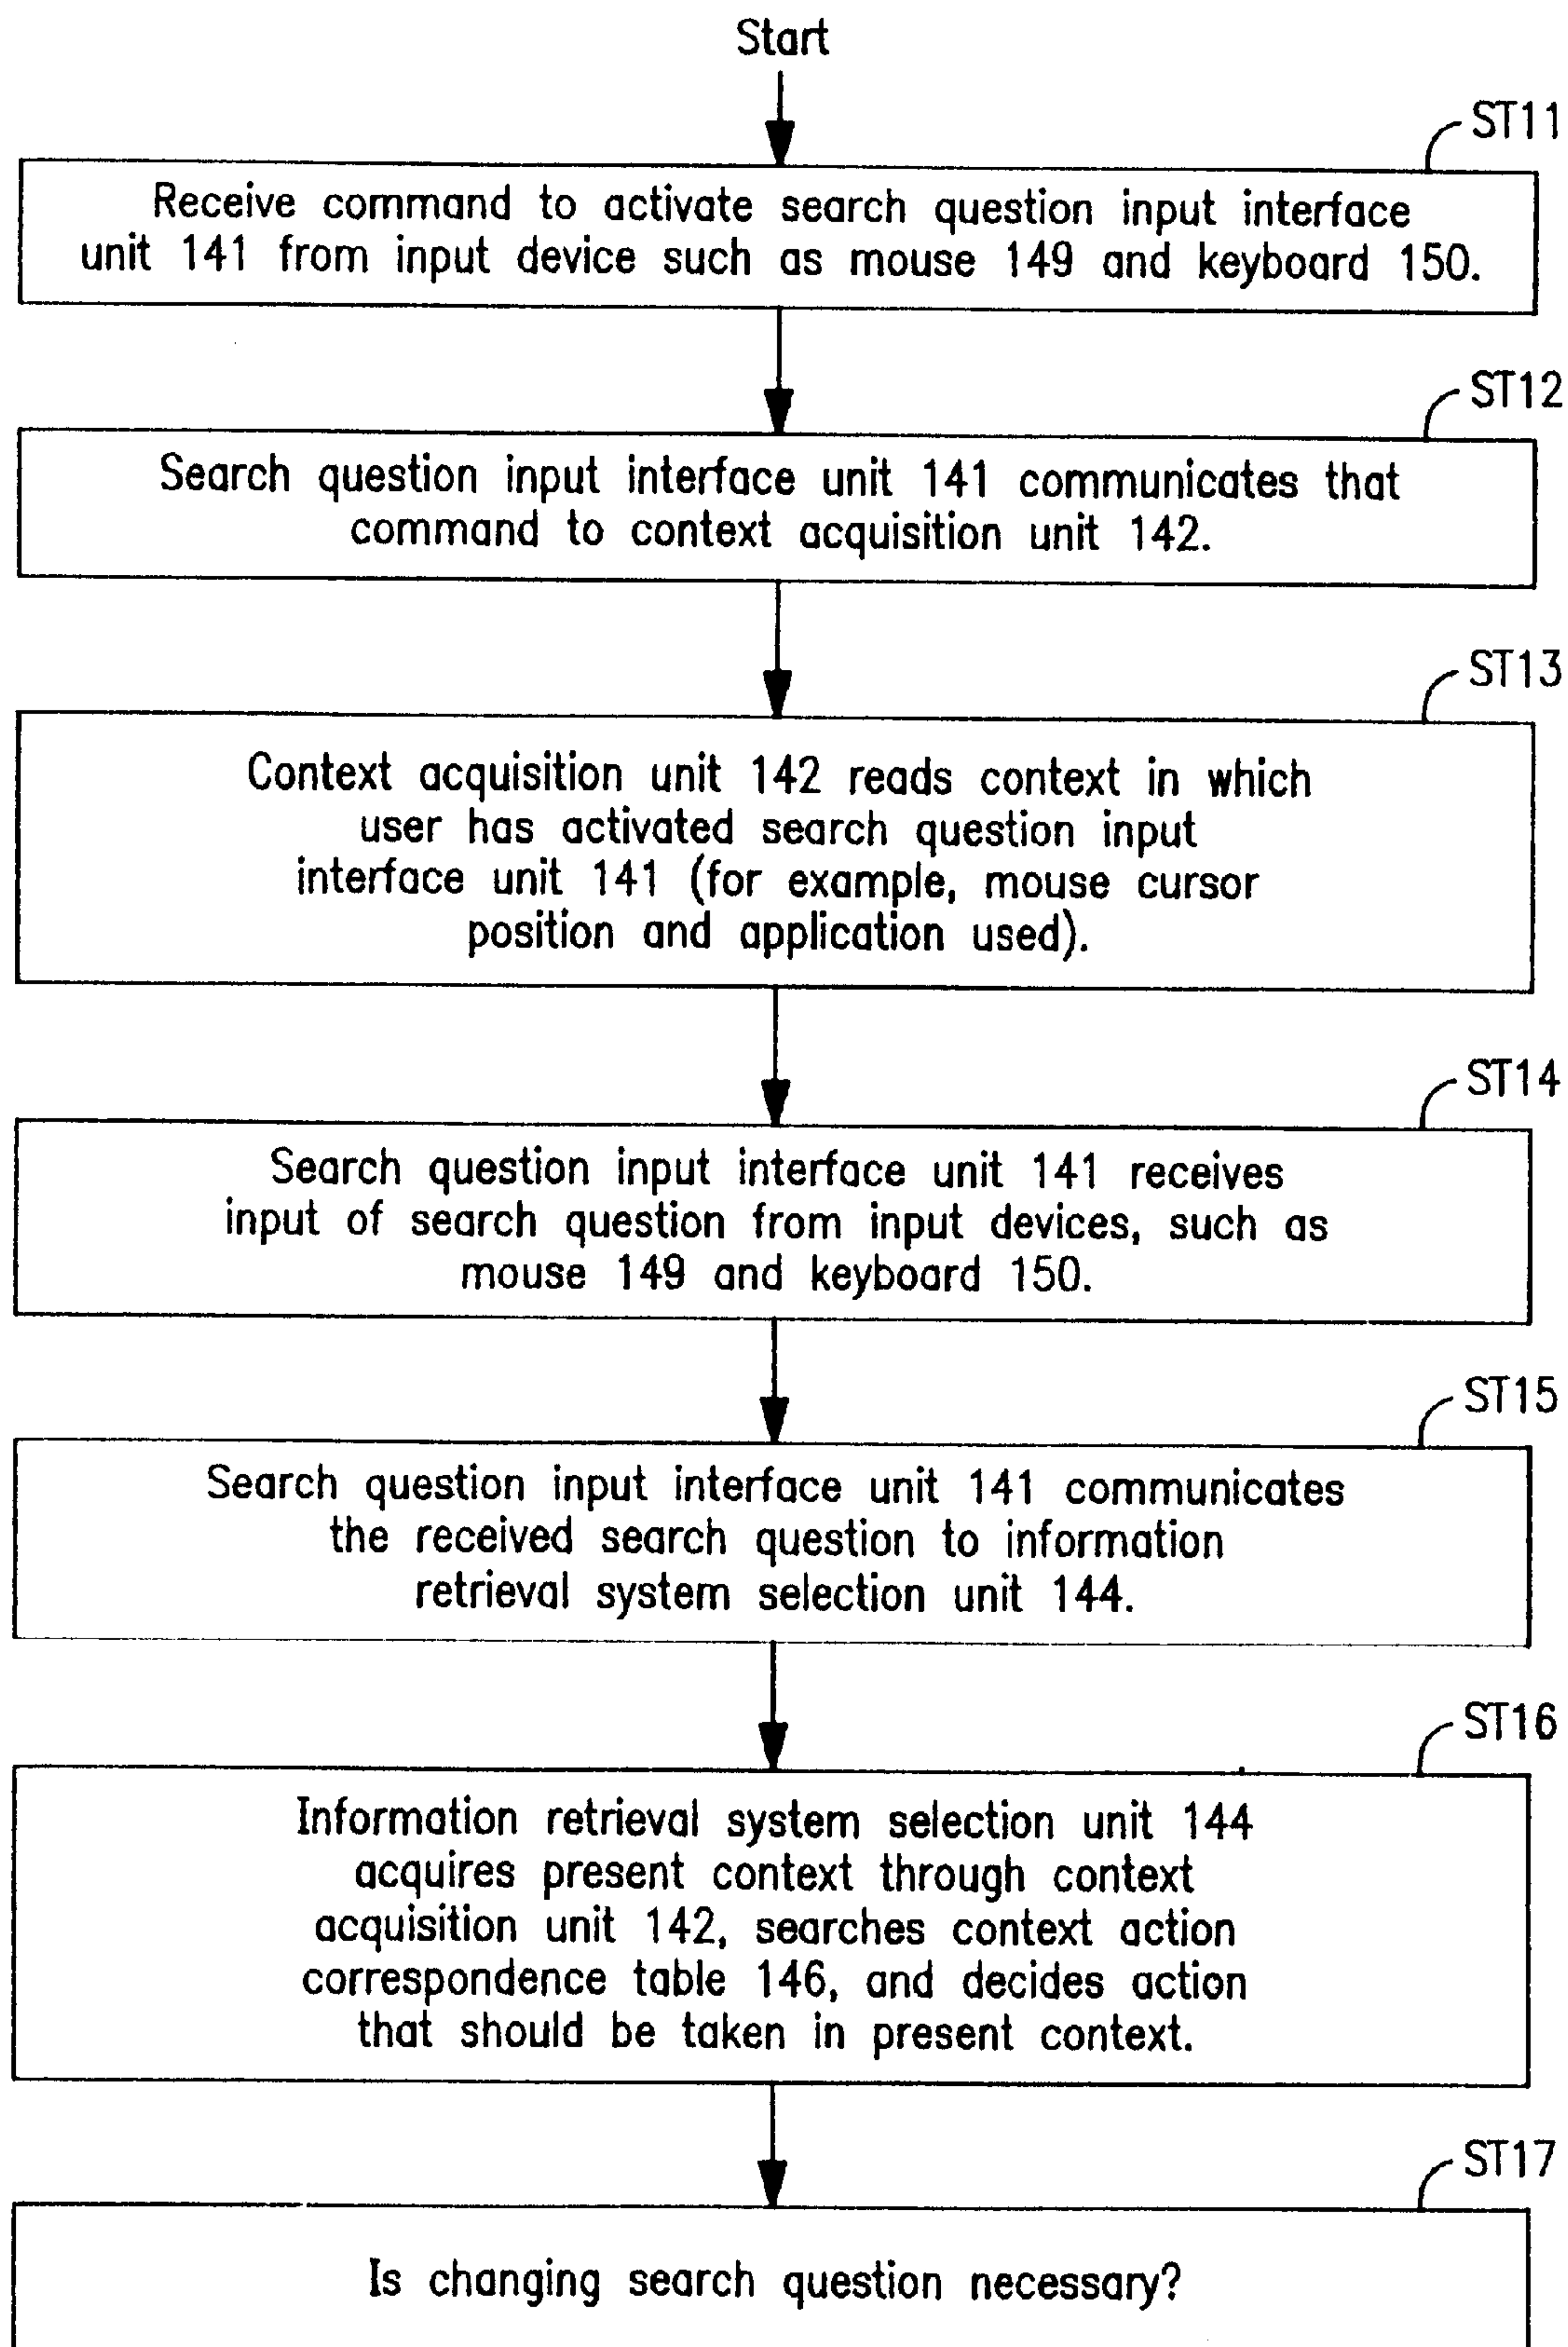 Start
ST11
Receive command to activate search question input interface
unit 141 from input device such as mouse 149 and keyboard 150.
ST12
Search question input interface unit 141 communicates that
command to context acquisition unit 142.
ST13
Context acquisition unit 142 reads context in which
user has activated search question input
interface unit 141 (for example, mouse cursor
position and application used).
ST14
Search question input interface unit 141 receives
input of search question from input devices, such as
mouse 149 and keyboard 150.
ST15
Search question input interface unit 141 communicates
the received search question to information
retrieval system selection unit 144.
ST16
Information retrieval system selection unit 144
acquires present context through context
acquisition unit 142, searches context action
correspondence table 146, and decides action
that should be taken in present context.
ST17
Is changing search question necessary?